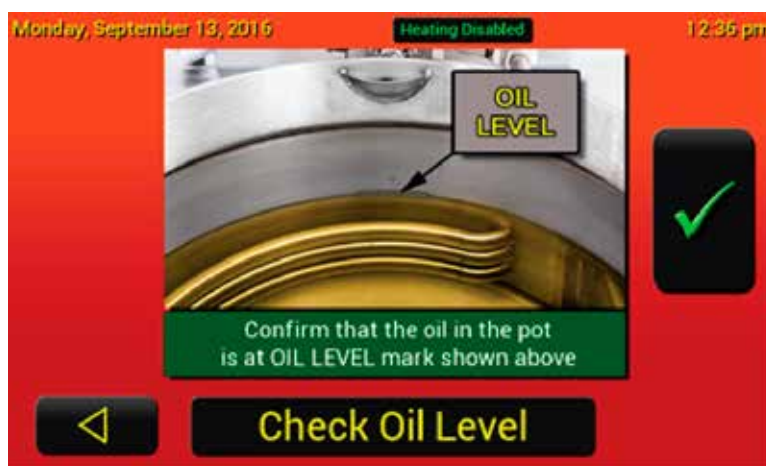 Monday, September 13, 2016
Heating Disabled
12:36 pm
OIL
LEVEL
Confirm that the oil in the pot
is at OIL LEVEL mark shown above
Check Oil Level